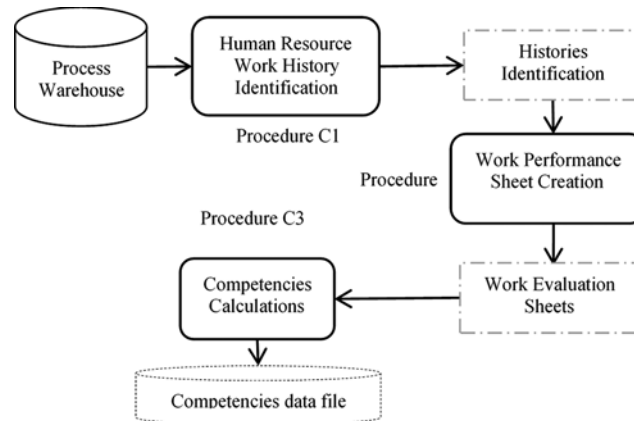 Process
Warehouse
Human Resource
Work History
Identification
Histories
Identification
Procedure C1
Procedure
Work Performance
Sheet Creation
Procedure C3
Competencies
Calculations
Work Evaluation
Sheets
Competencies data file